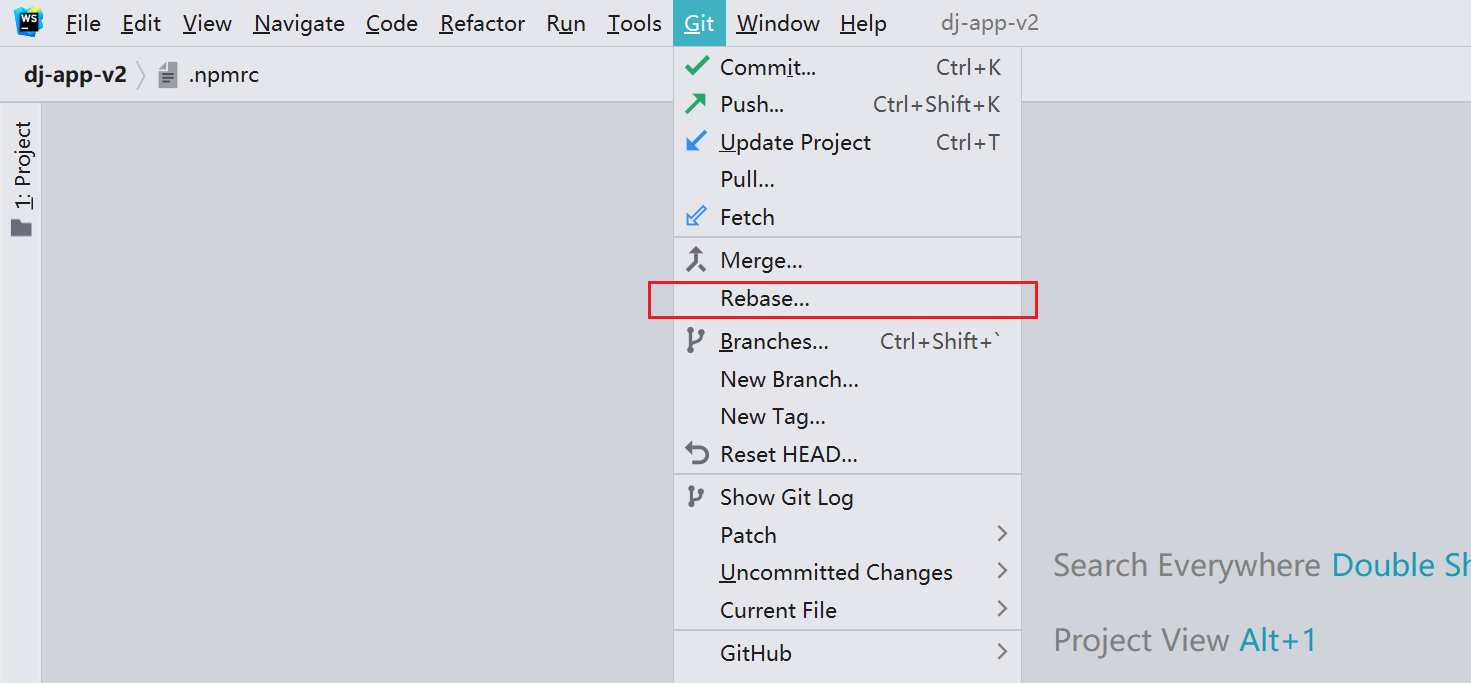 WS File Edit View Navigate Code Refactor Run Tools Git Window Help dj-app-v2
dj-app-v2 .npmrc
1: Project
Commit... Ctrl+K
Push... Ctrl+Shift+K
Update Project Ctrl+T
Pull...
Fetch
Merge...
Rebase...
Branches... Ctrl+Shift+`
New Branch...
New Tag...
Reset HEAD...
Show Git Log
Patch
Uncommitted Changes
Current File
GitHub
Search Everywhere Double
Project View Alt+1